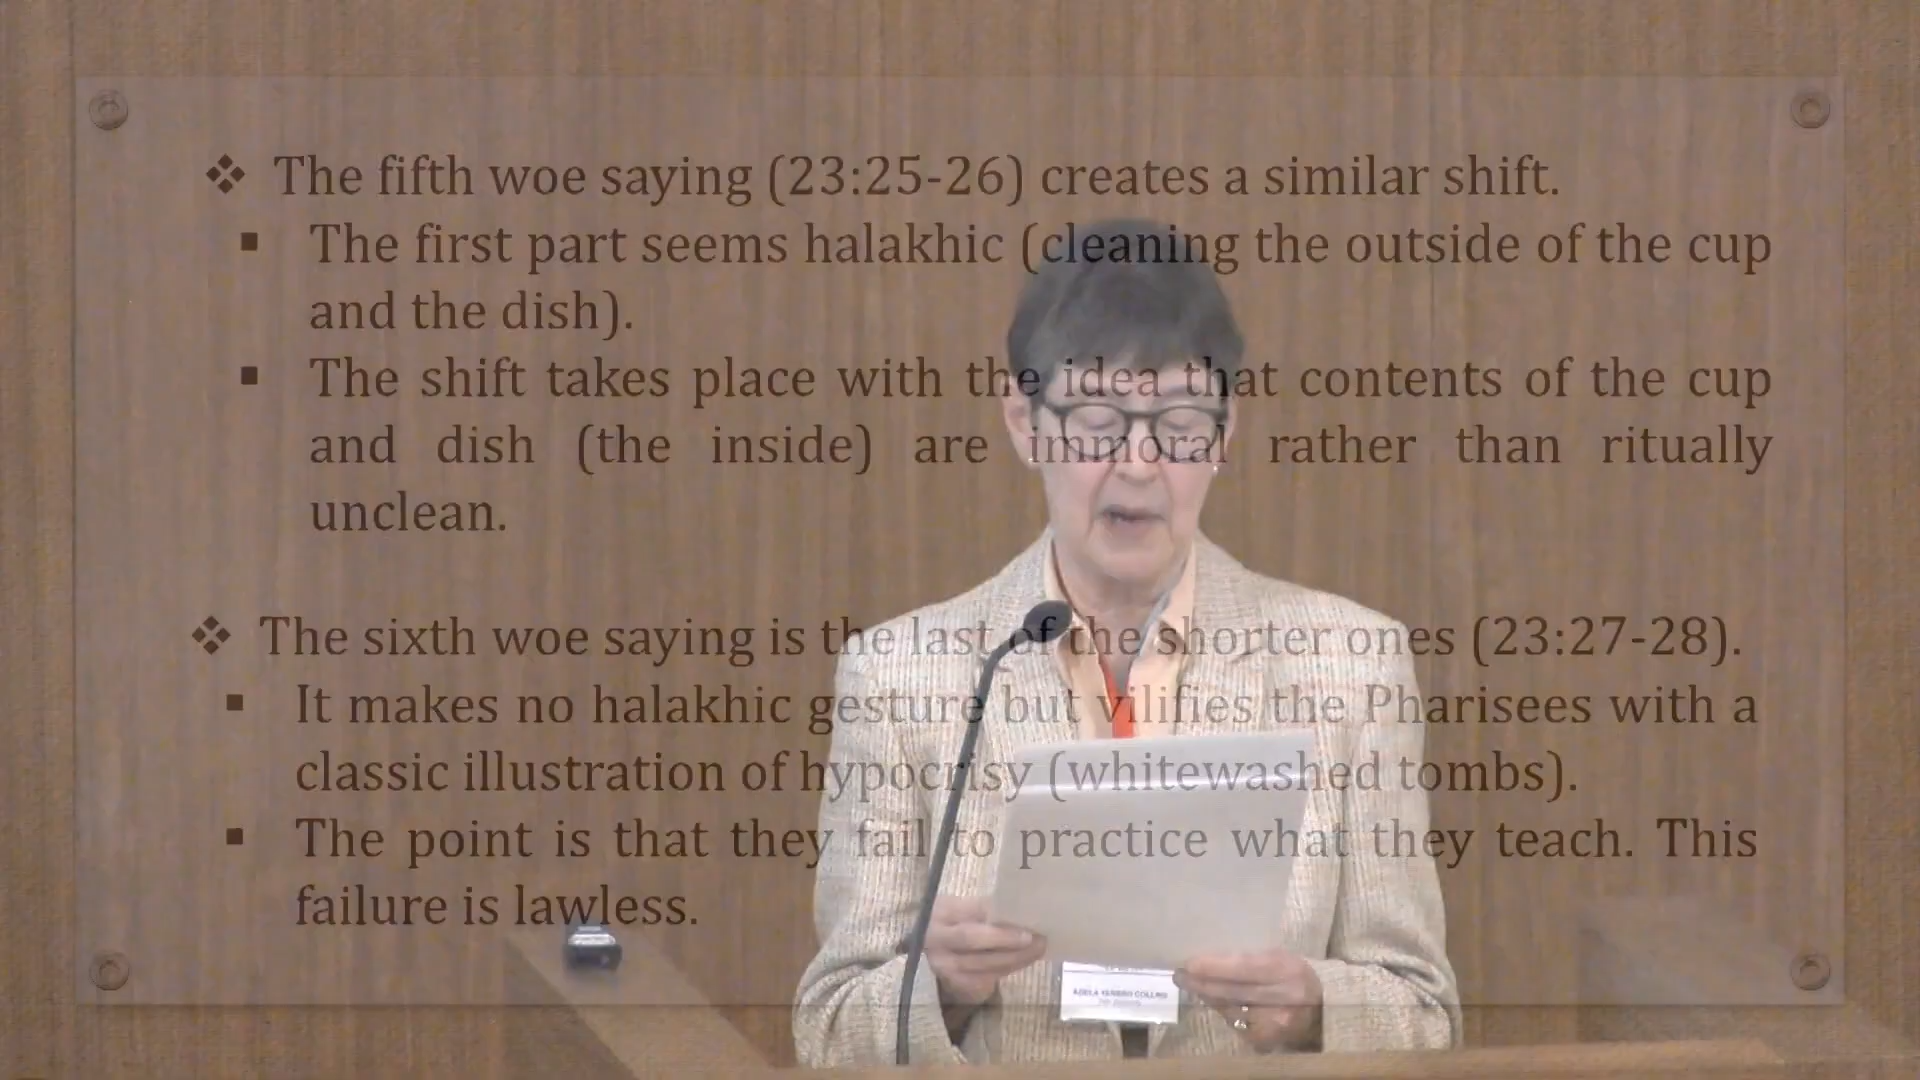 ❖ The fifth woe saying (23:25-26) creates a similar shift.
▪ The first part seems halakhic (cleaning the outside of the cup
and the dish).
▪ The shift takes place with the idea that contents of the cup
and dish (the inside) are immoral rather than ritually
unclean.
❖ The sixth woe saying is the last of the shorter ones (23:27-28).
▪ It makes no halakhic gesture but vilifies the Pharisees with a
classic illustration of hypocrisy (whitewashed tombs).
▪ The point is that they fail to practice what they teach. This
failure is lawless.
ADELA YARBRO COLLINS